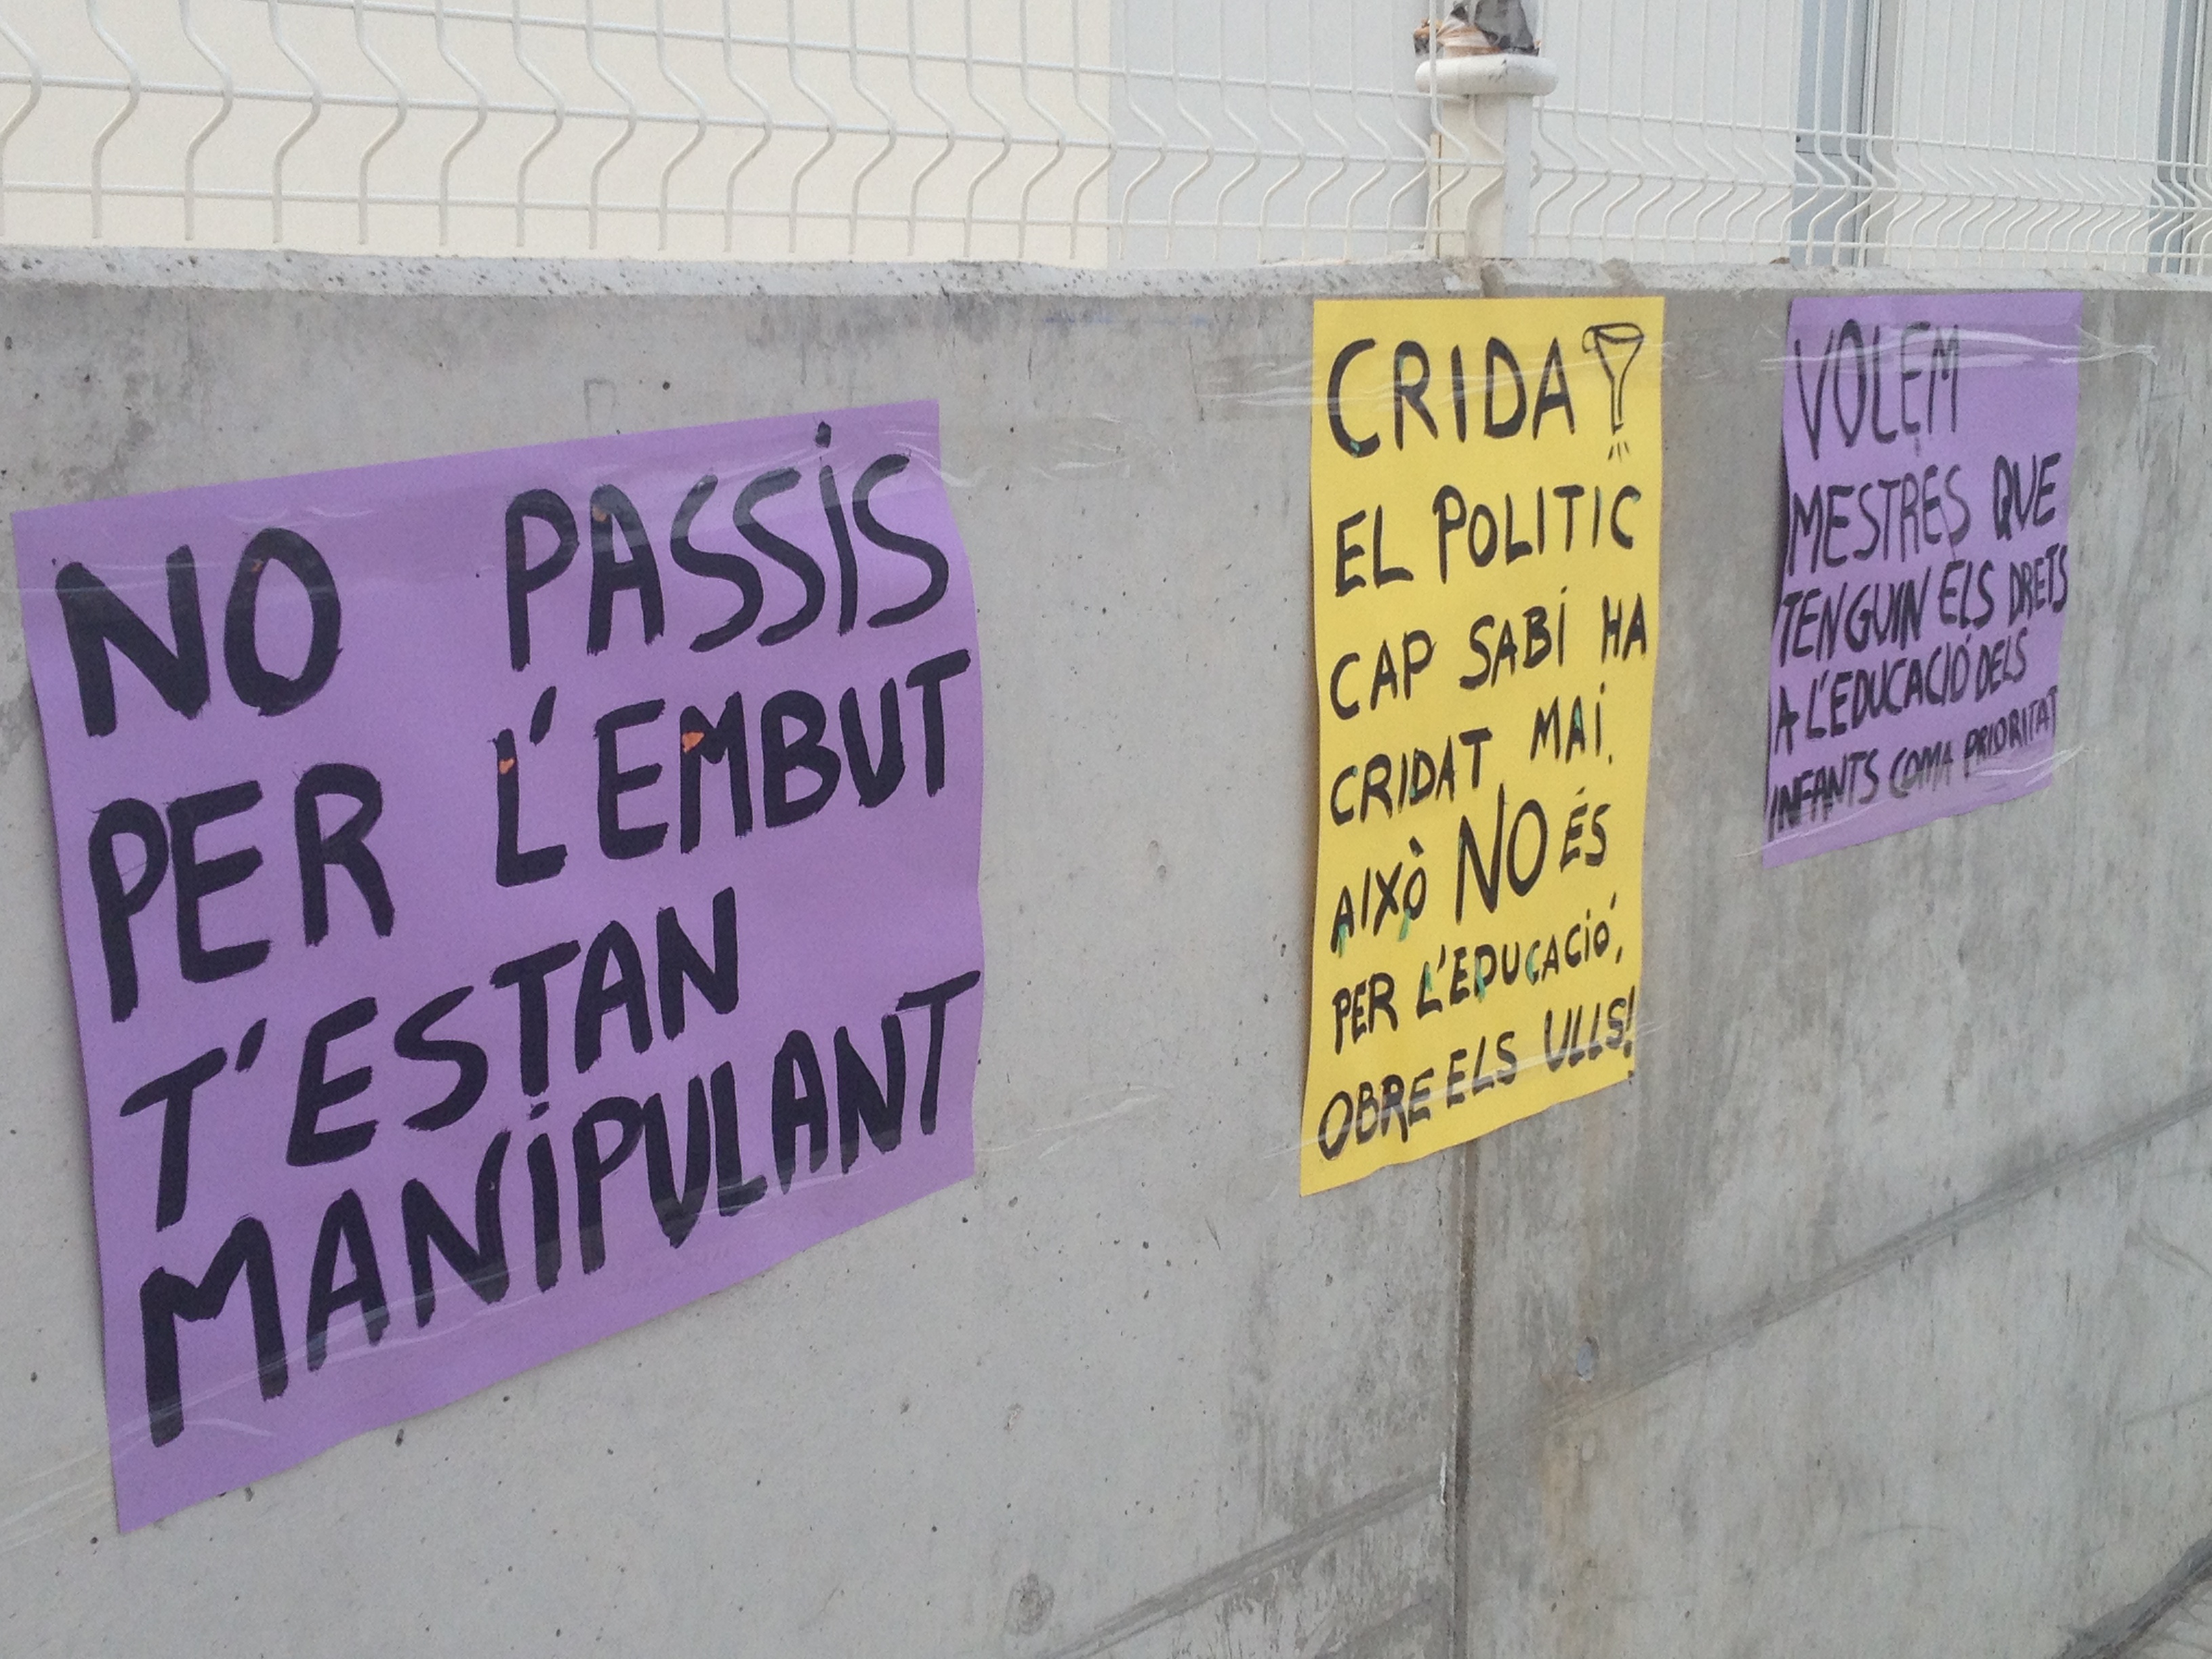 NO PASSIS
PER L'EMBUT
T'ESTAN
MANIPULANT
CRIDA
EL POLITIC
CAP SABI HA
CRIDAT MAI.
AIXÒ NO ÉS
PER L'EDUCACIÓ,
OBRE ELS ULLS!
VOLEM
MESTRES QUE
TENGUIN ELS DRETS
A L'EDUCACIÓ DELS
INFANTS COMA PRIORITAT